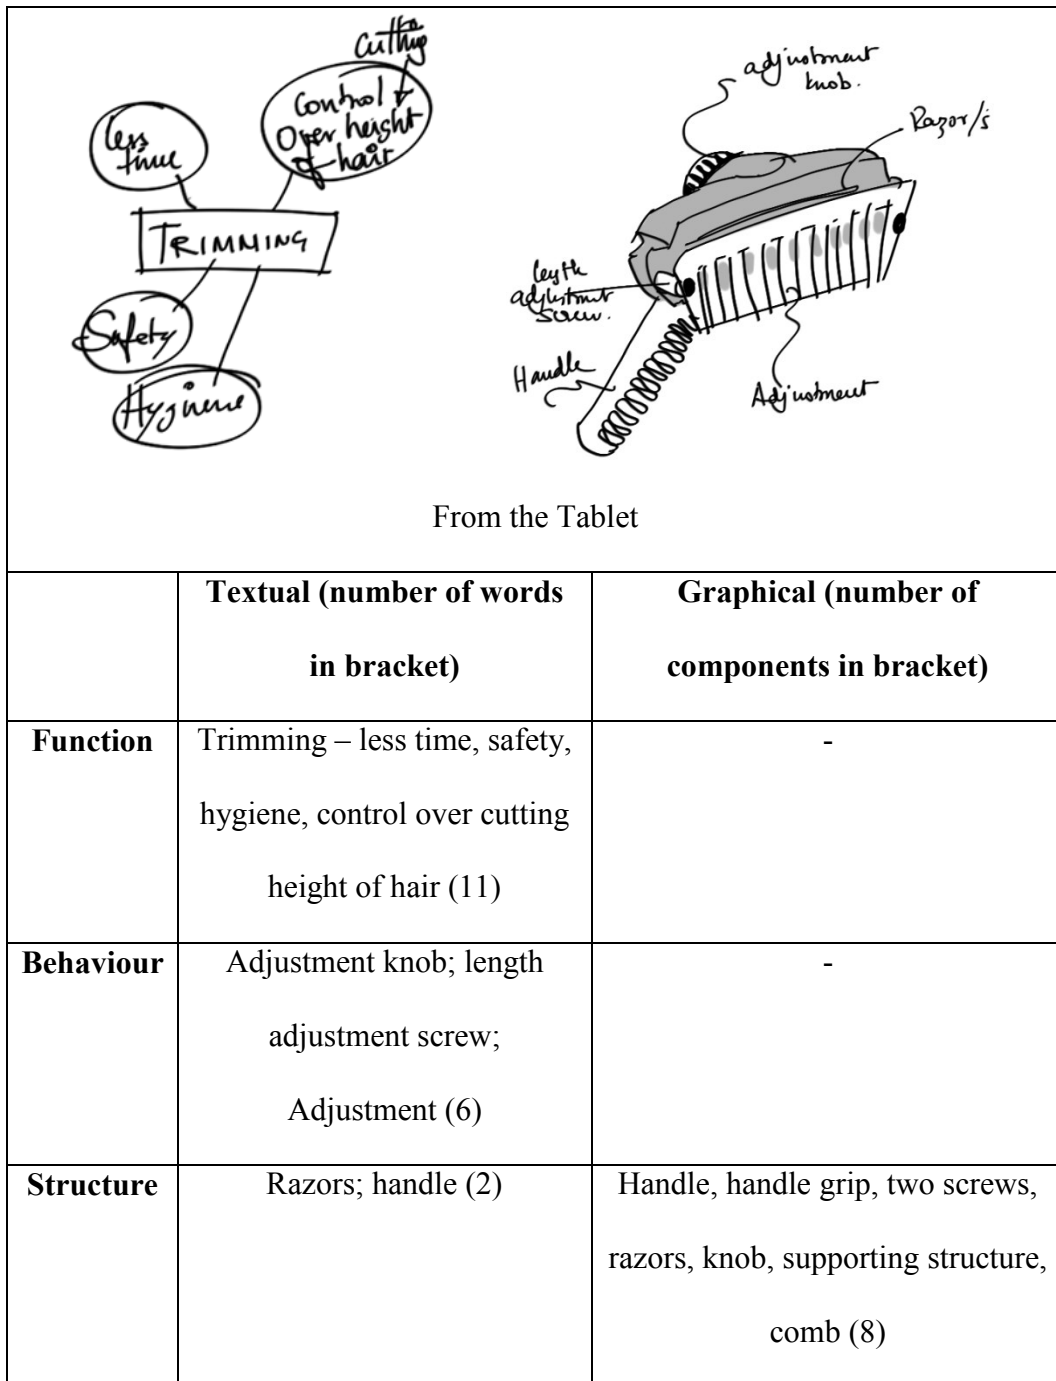 Cutting
Control
Over height
of hair
less
time
TRIMMING
Safety
Hygiene
adjustment
knob.
Razor/s
length
adjustment
screw.
Handle
Adjustment
From the Tablet
Textual (number of words
in bracket)
Graphical (number of
components in bracket)
Function
Trimming – less time, safety,
hygiene, control over cutting
height of hair (11)
-
Behaviour
Adjustment knob; length
adjustment screw;
Adjustment (6)
-
Structure
Razors; handle (2)
Handle, handle grip, two screws,
razors, knob, supporting structure,
comb (8)